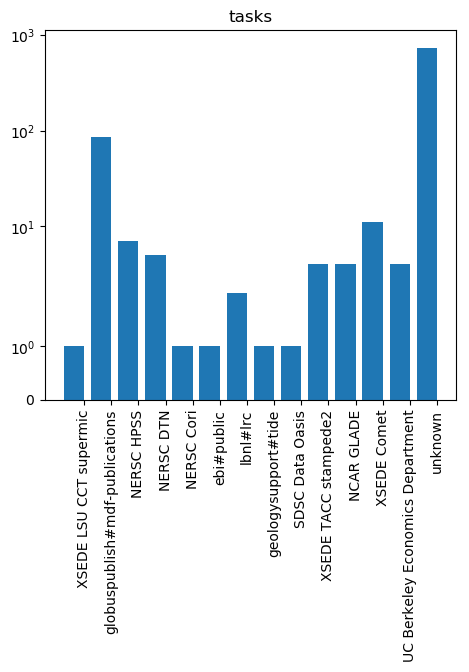 tasks
10³
10²
10¹
10⁰
0
XSEDE LSU CCT supermic
globuspublish#mdf-publications
NERSC HPSS
NERSC DTN
NERSC Cori
ebi#public
lbnl#lrc
geologysupport#tide
SDSC Data Oasis
XSEDE TACC stampede2
NCAR GLADE
XSEDE Comet
UC Berkeley Economics Department
unknown